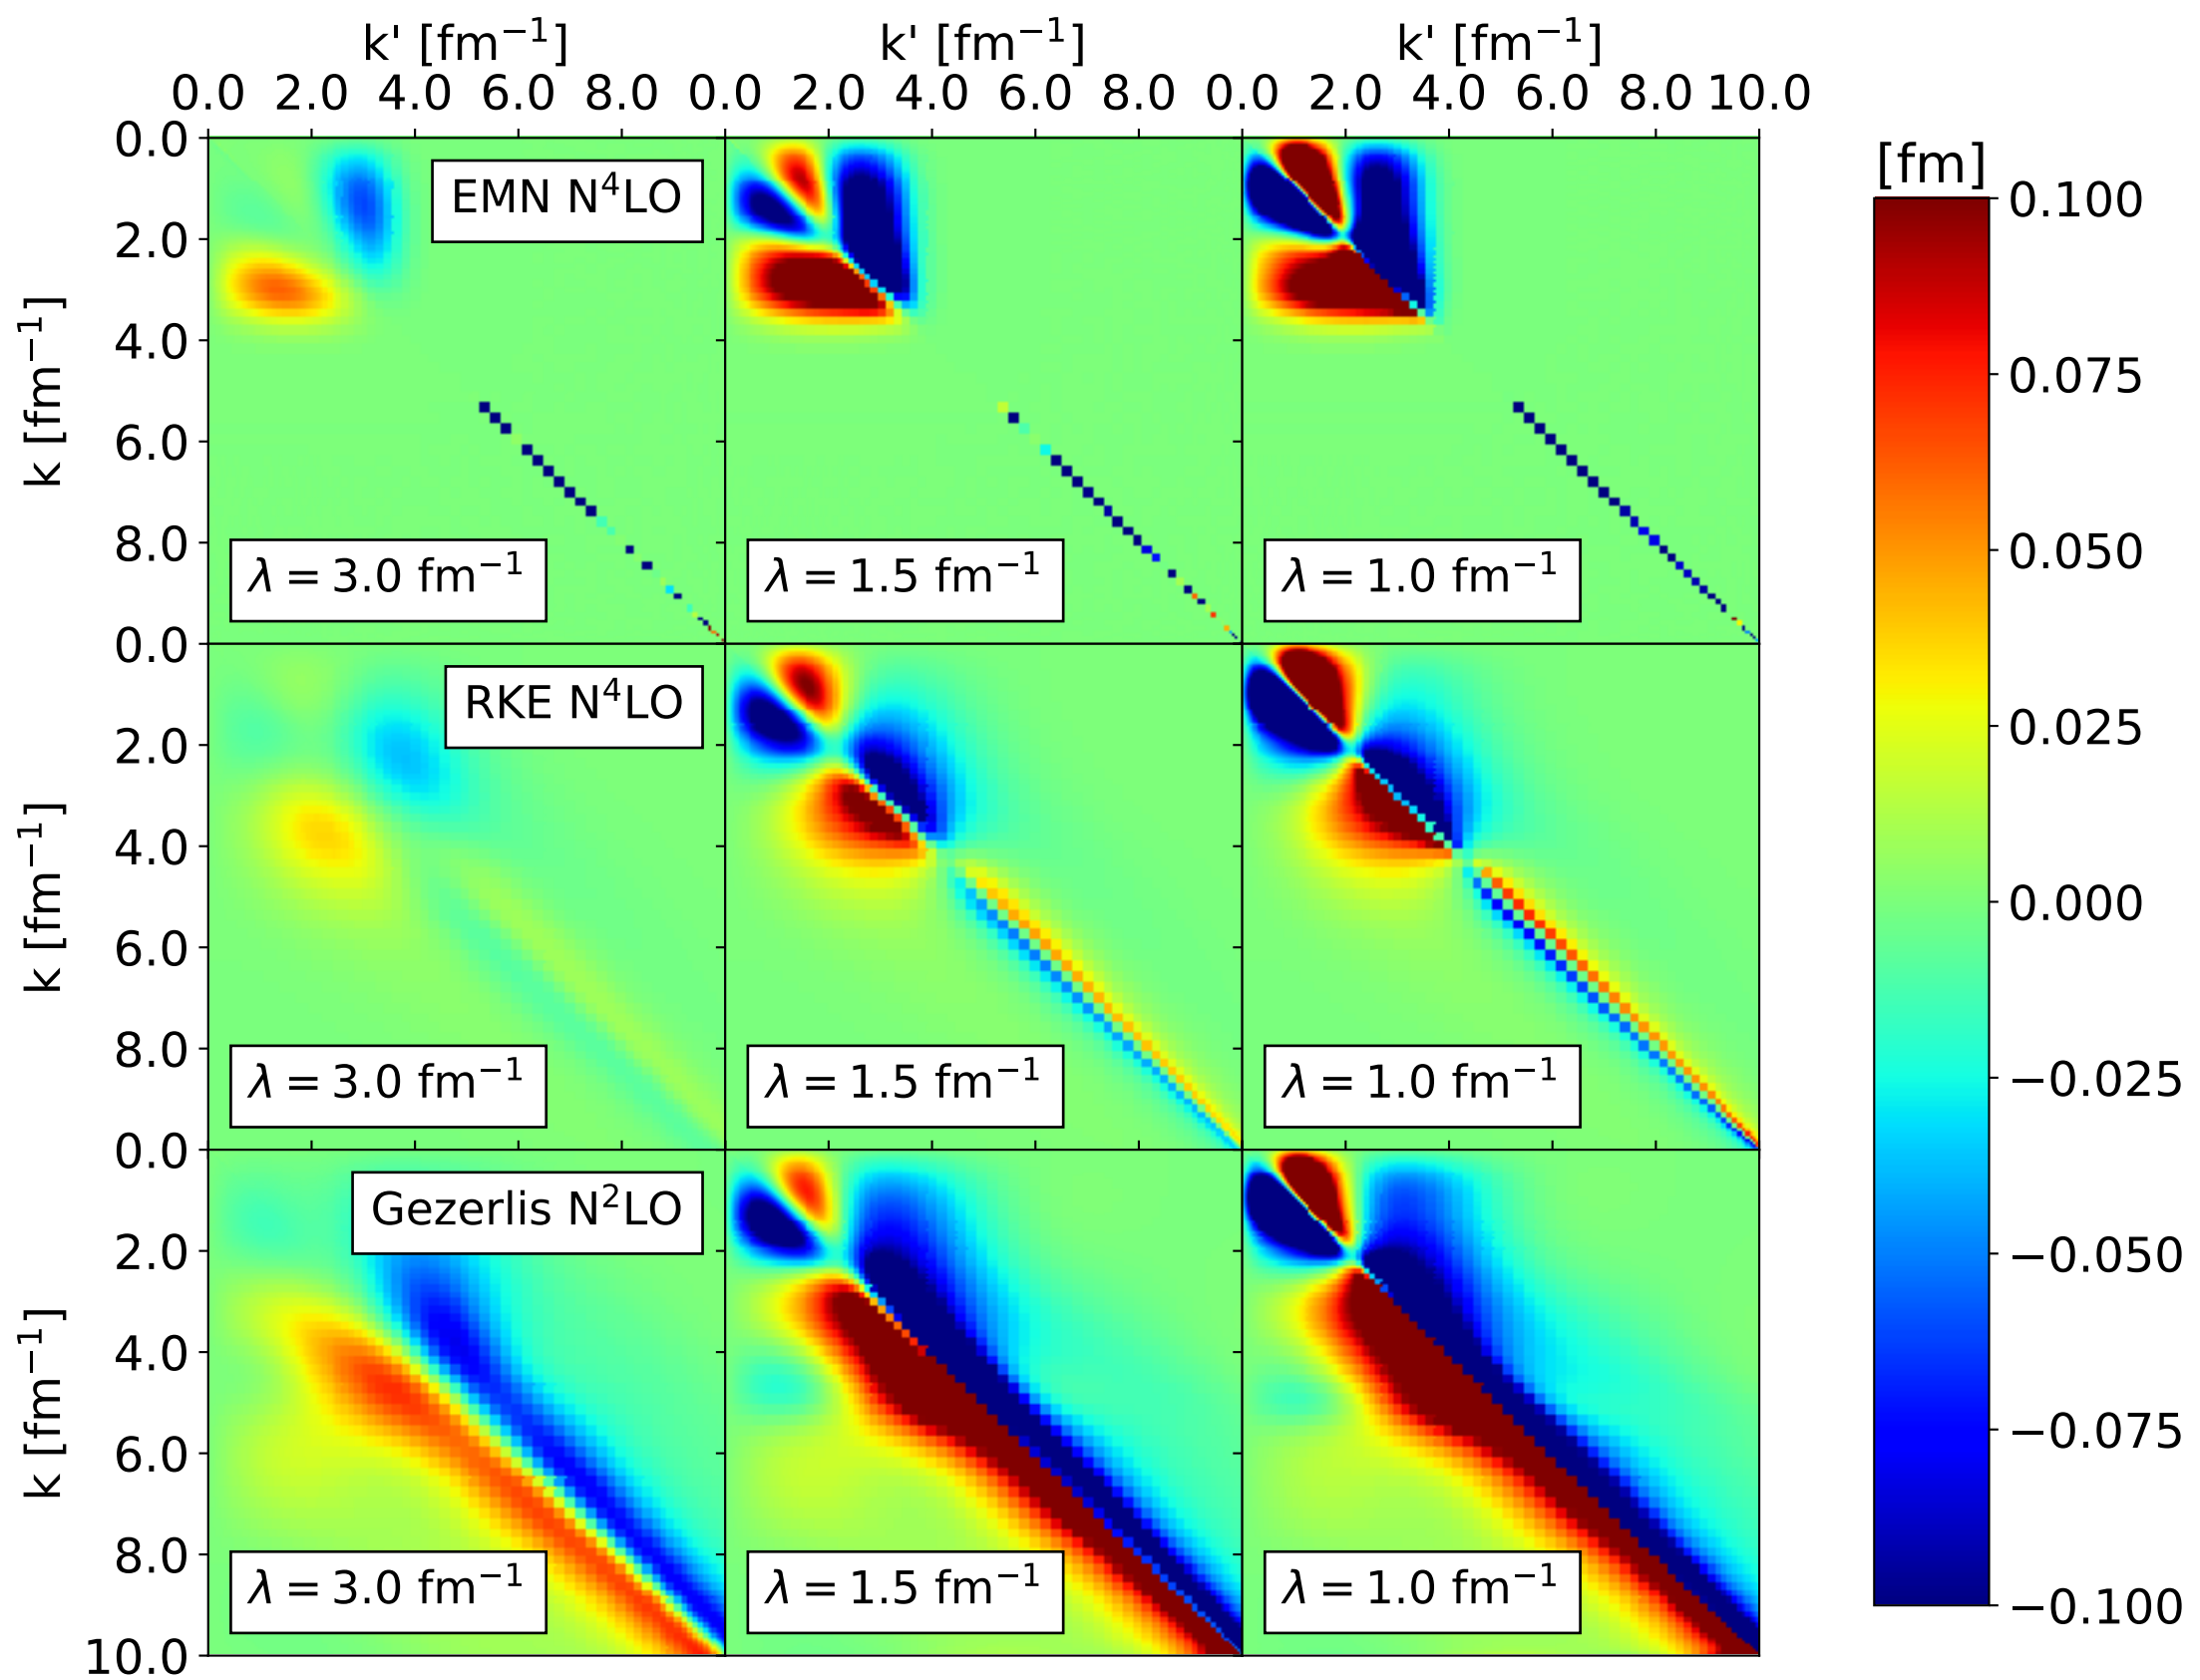 k' [fm⁻¹] k' [fm⁻¹] k' [fm⁻¹]
0.0 2.0 4.0 6.0 8.0 0.0 2.0 4.0 6.0 8.0 0.0 2.0 4.0 6.0 8.0 10.0
0.0
2.0
4.0
6.0
8.0
k [fm⁻¹]
EMN N⁴LO
λ = 3.0 fm⁻¹
λ = 1.5 fm⁻¹
λ = 1.0 fm⁻¹
0.0
2.0
4.0
6.0
8.0
k [fm⁻¹]
RKE N⁴LO
λ = 3.0 fm⁻¹
λ = 1.5 fm⁻¹
λ = 1.0 fm⁻¹
0.0
2.0
4.0
6.0
8.0
10.0
k [fm⁻¹]
Gezerlis N²LO
λ = 3.0 fm⁻¹
λ = 1.5 fm⁻¹
λ = 1.0 fm⁻¹
[fm]
0.100
0.075
0.050
0.025
0.000
−0.025
−0.050
−0.075
−0.100